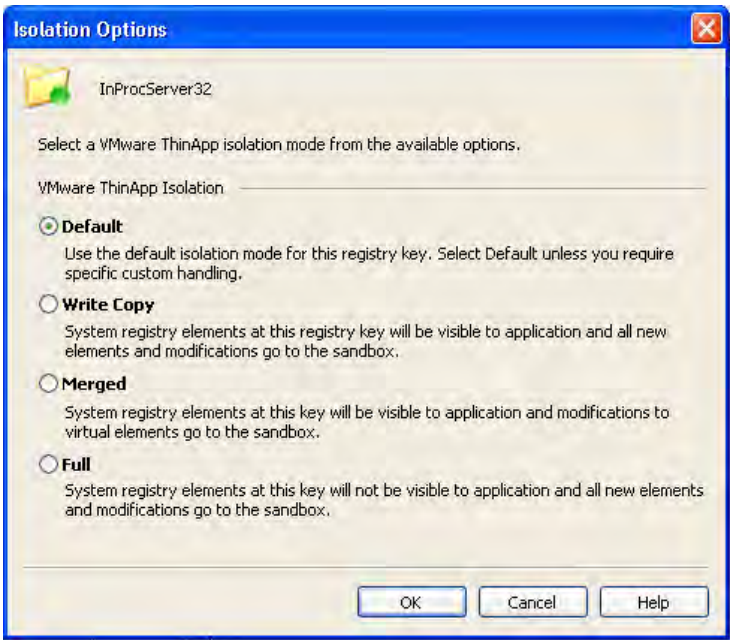 Isolation Options
InProcServer32
Select a VMware ThinApp isolation mode from the available options.
VMware ThinApp Isolation
Default
Use the default isolation mode for this registry key. Select Default unless you require
specific custom handling.
Write Copy
System registry elements at this registry key will be visible to application and all new
elements and modifications go to the sandbox.
Merged
System registry elements at this key will be visible to application and modifications to
virtual elements go to the sandbox.
Full
System registry elements at this key will not be visible to application and all new elements
and modifications go to the sandbox.
OK Cancel Help